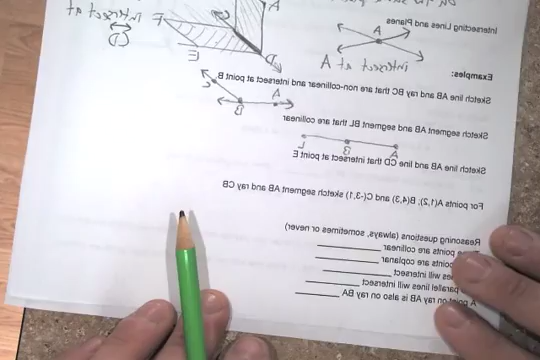 Intersecting Lines and Planes
A
intersect at A
A
C
F
E
D
intersect at
CD
Examples:
Sketch line AB and ray BC that are non-collinear and intersect at point B.
C
B
A
Sketch segment AB and segment BL that are collinear
L
B
A
Sketch line AB and line CD that intersect at point E
For points A(1,2), B(4,3) and C(-3,1) sketch segment AB and ray CB
Reasoning questions (always, sometimes or never)
points are collinear
points are coplanar
will intersect
parallel lines will intersect
A point on ray AB is also on ray BA